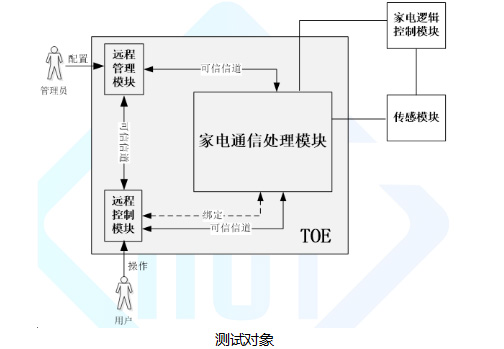 家电逻辑
控制模块
远程
管理
模块
配置
管理员
可信信道
家电通信处理模块
传感模块
可信信道
远程
控制
模块
绑定
可信信道
TOE
操作
用户
测试对象